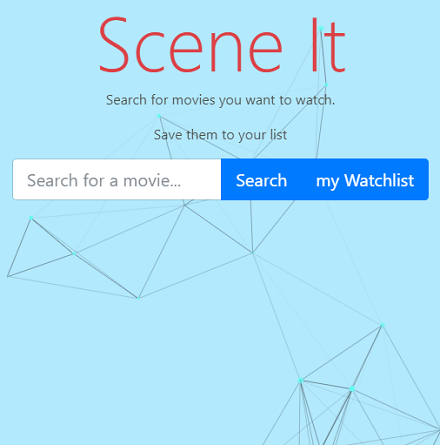 Scene It
Search for movies you want to watch.
Save them to your list
Search for a movie... Search my Watchlist